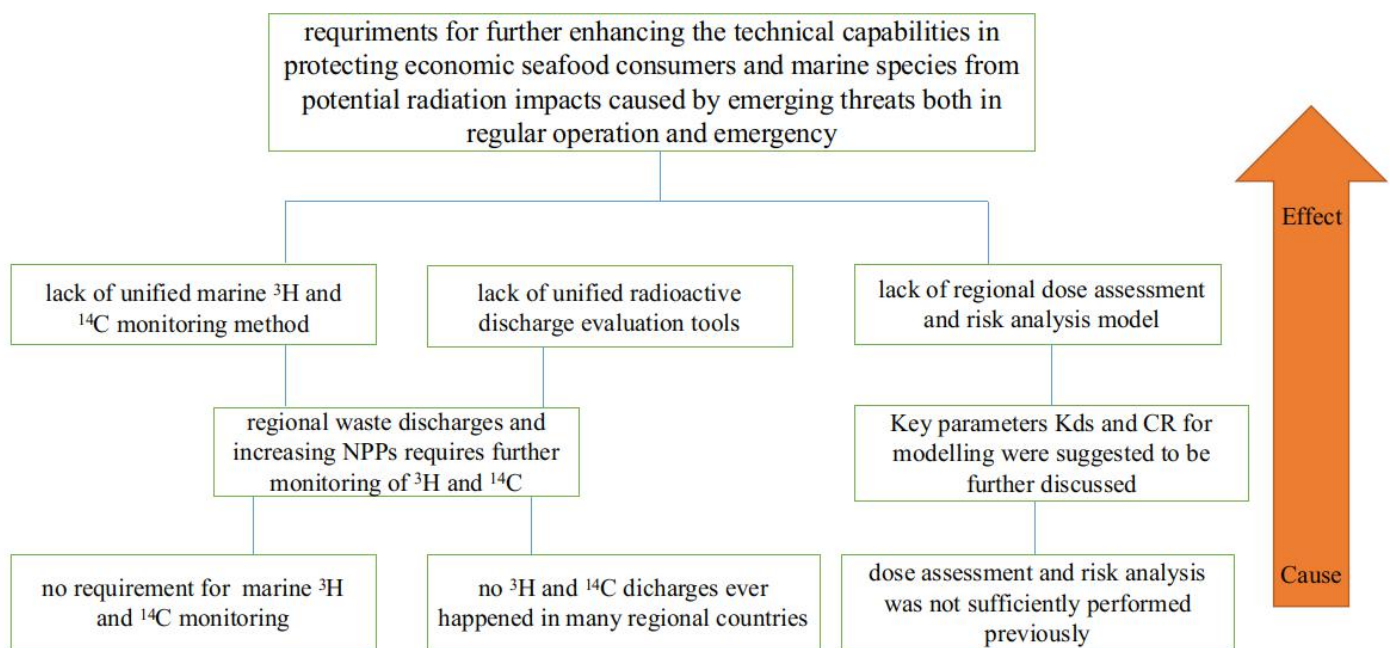 requriments for further enhancing the technical capabilities in
protecting economic seafood consumers and marine species from
potential radiation impacts caused by emerging threats both in
regular operation and emergency
Effect
lack of unified marine ³H and
¹⁴C monitoring method
lack of unified radioactive
discharge evaluation tools
lack of regional dose assessment
and risk analysis model
regional waste discharges and
increasing NPPs requires further
monitoring of ³H and ¹⁴C
Key parameters Kds and CR for
modelling were suggested to be
further discussed
no requirement for marine ³H
and ¹⁴C monitoring
no ³H and ¹⁴C dicharges ever
happened in many regional countries
dose assessment and risk analysis
was not sufficiently performed
previously
Cause